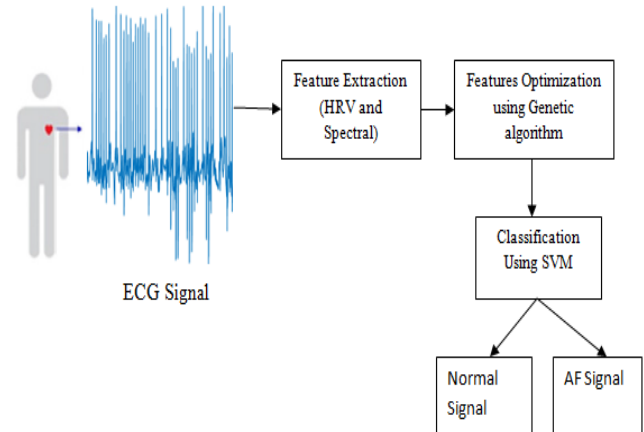 ECG Signal
Feature Extraction
(HRV and
Spectral)
Features Optimization
using Genetic
algorithm
Classification
Using SVM
Normal
Signal
AF Signal